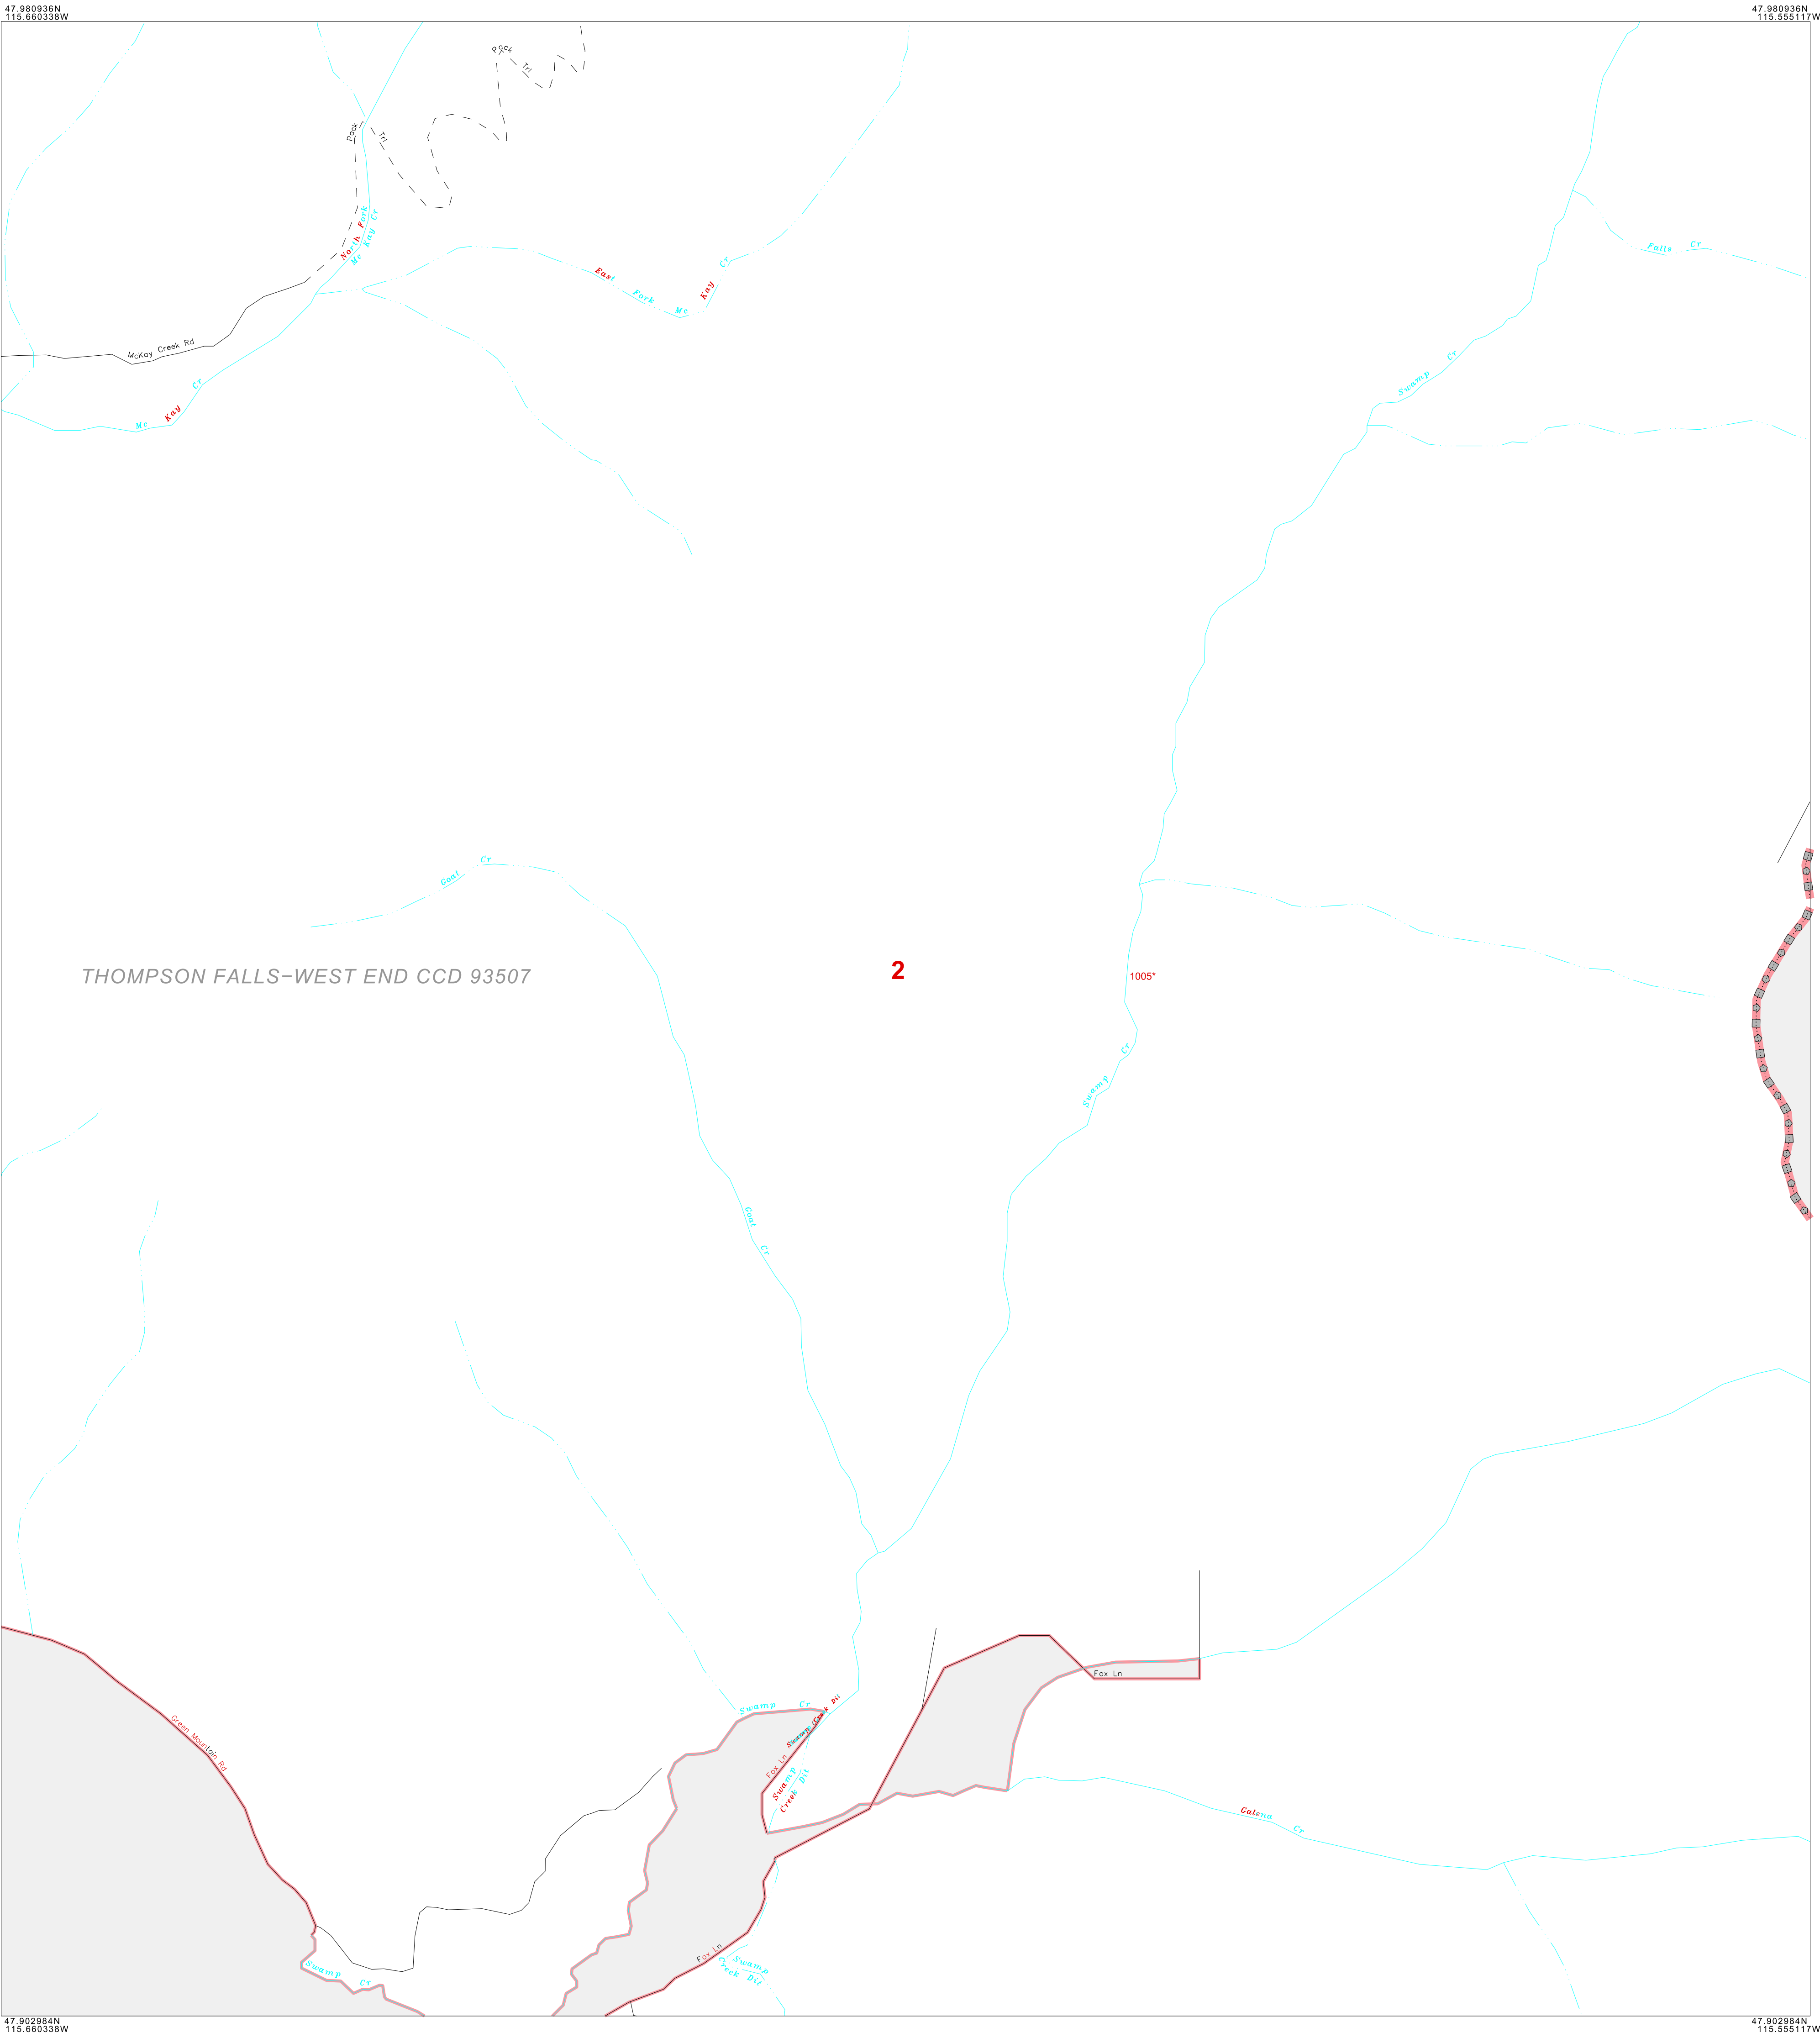 47.980936N
115.660338W
47.980936N
115.555117W
Pack
Trl
Pack
Trl
North Fork
Mc Kay Cr
East Fork Mc Kay Cr
Falls Cr
McKay Creek Rd
Mc Kay Cr
Swamp Cr
Goat Cr
THOMPSON FALLS-WEST END CCD 93507
2
1005*
Swamp Cr
Goat Cr
Fox Ln
Swamp Cr
Swamp Creek Dit
Green Mountain Rd
Fox Ln
Swamp
Creek Dit
Galena Cr
Fox Ln
Swamp
Creek Dit
Swamp Cr
47.902984N
115.660338W
47.902984N
115.555117W